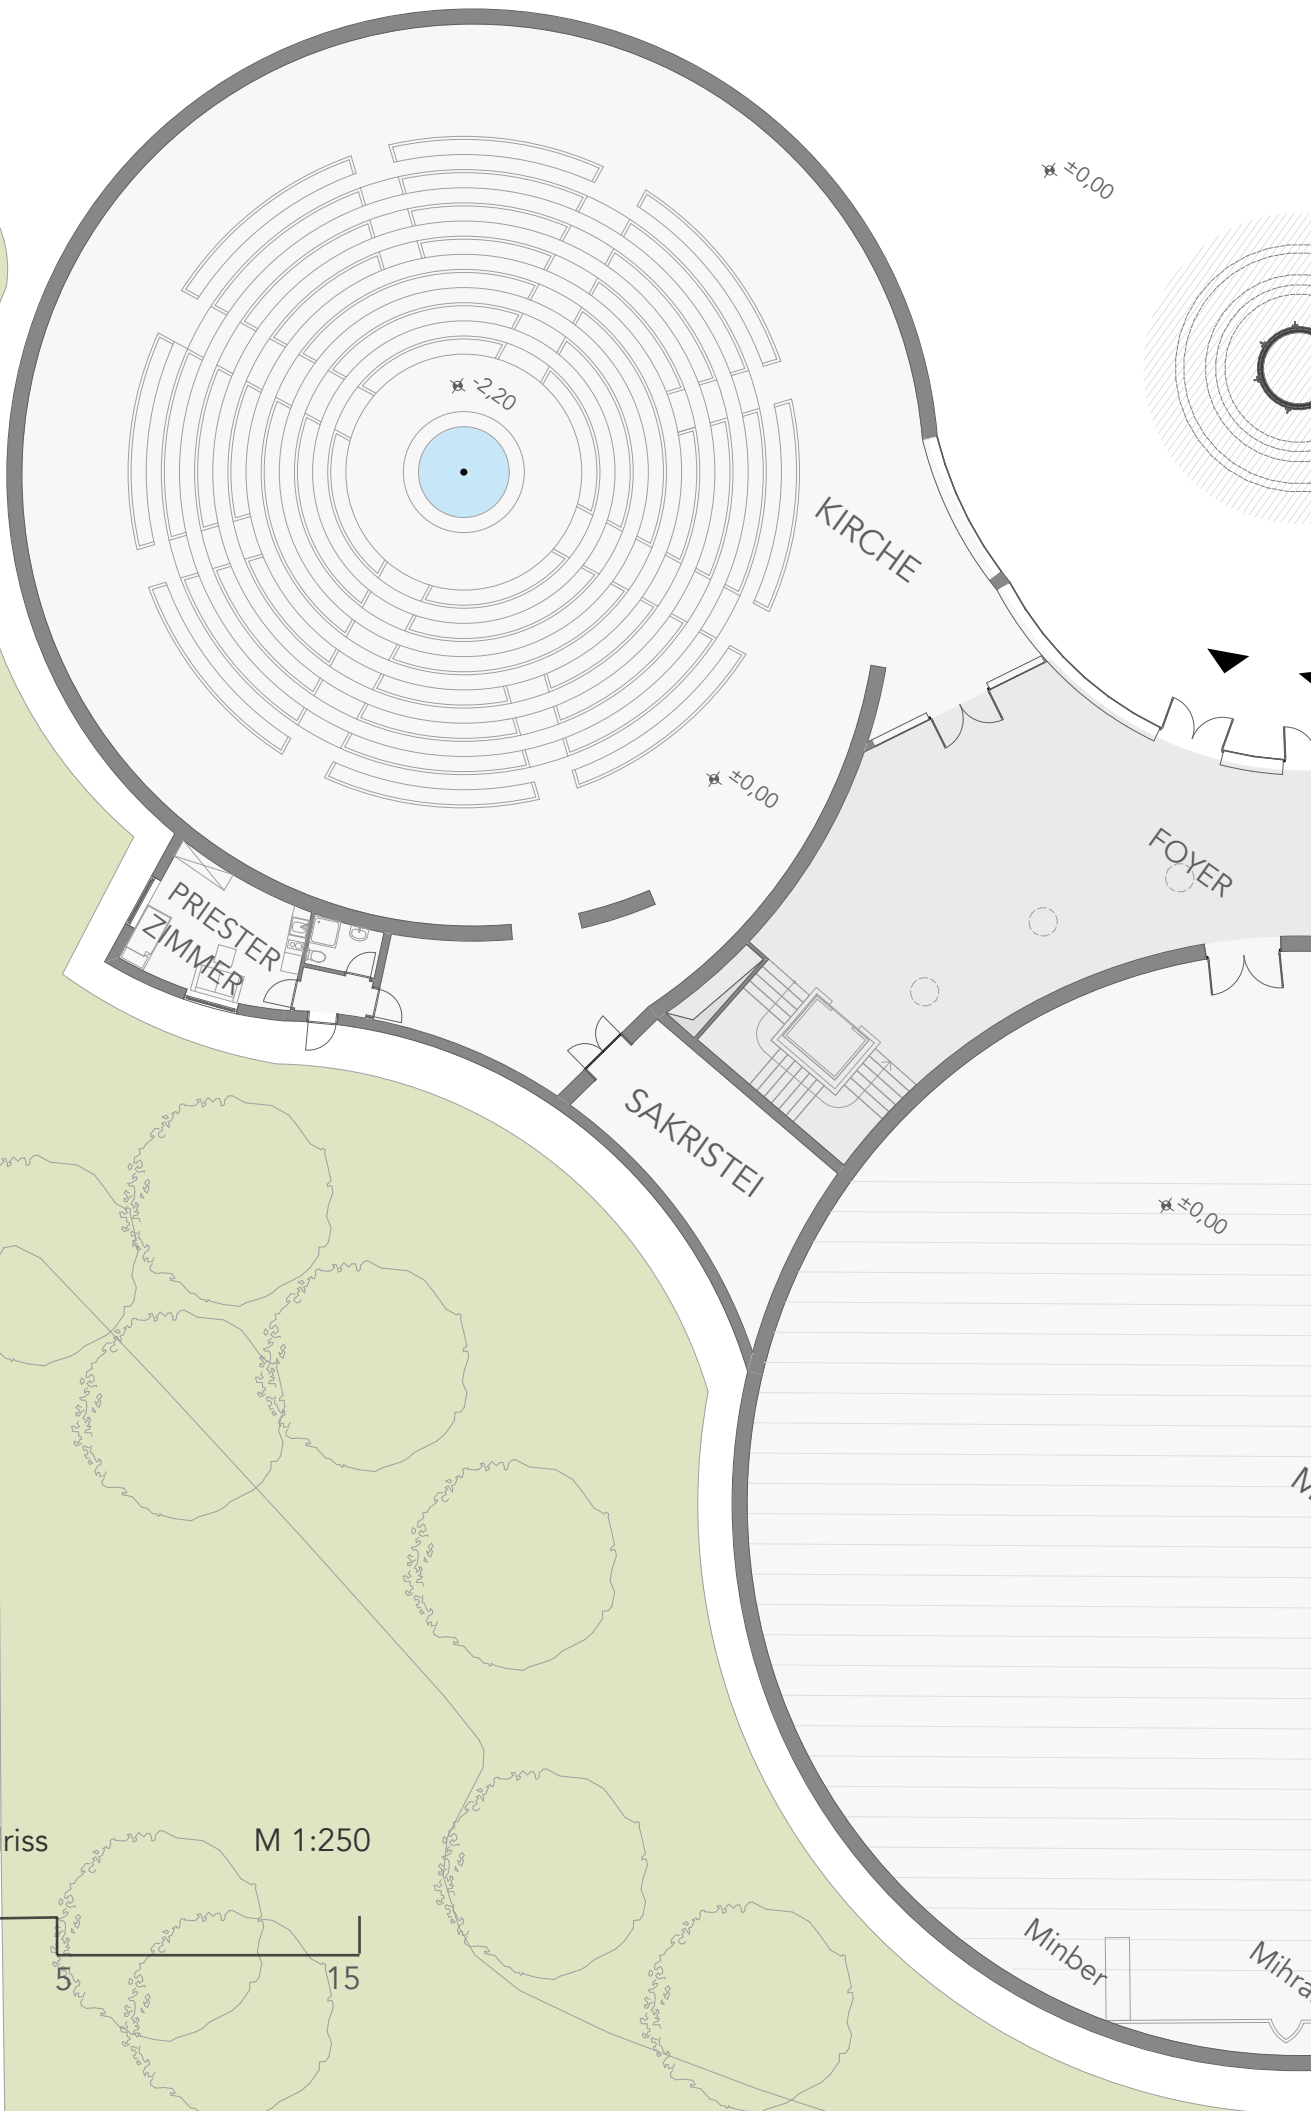 ±0,00
-2,20
KIRCHE
±0,00
FOYER
PRIESTER
ZIMMER
SAKRISTEI
±0,00
M 1:250
5
15
Minber